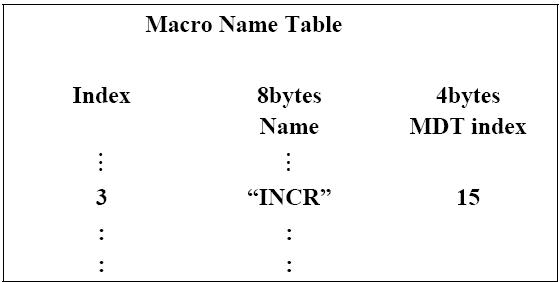 Macro Name Table
Index 8bytes 4bytes
Name MDT index
⋮ ⋮
3 “INCR” 15
: :
: :